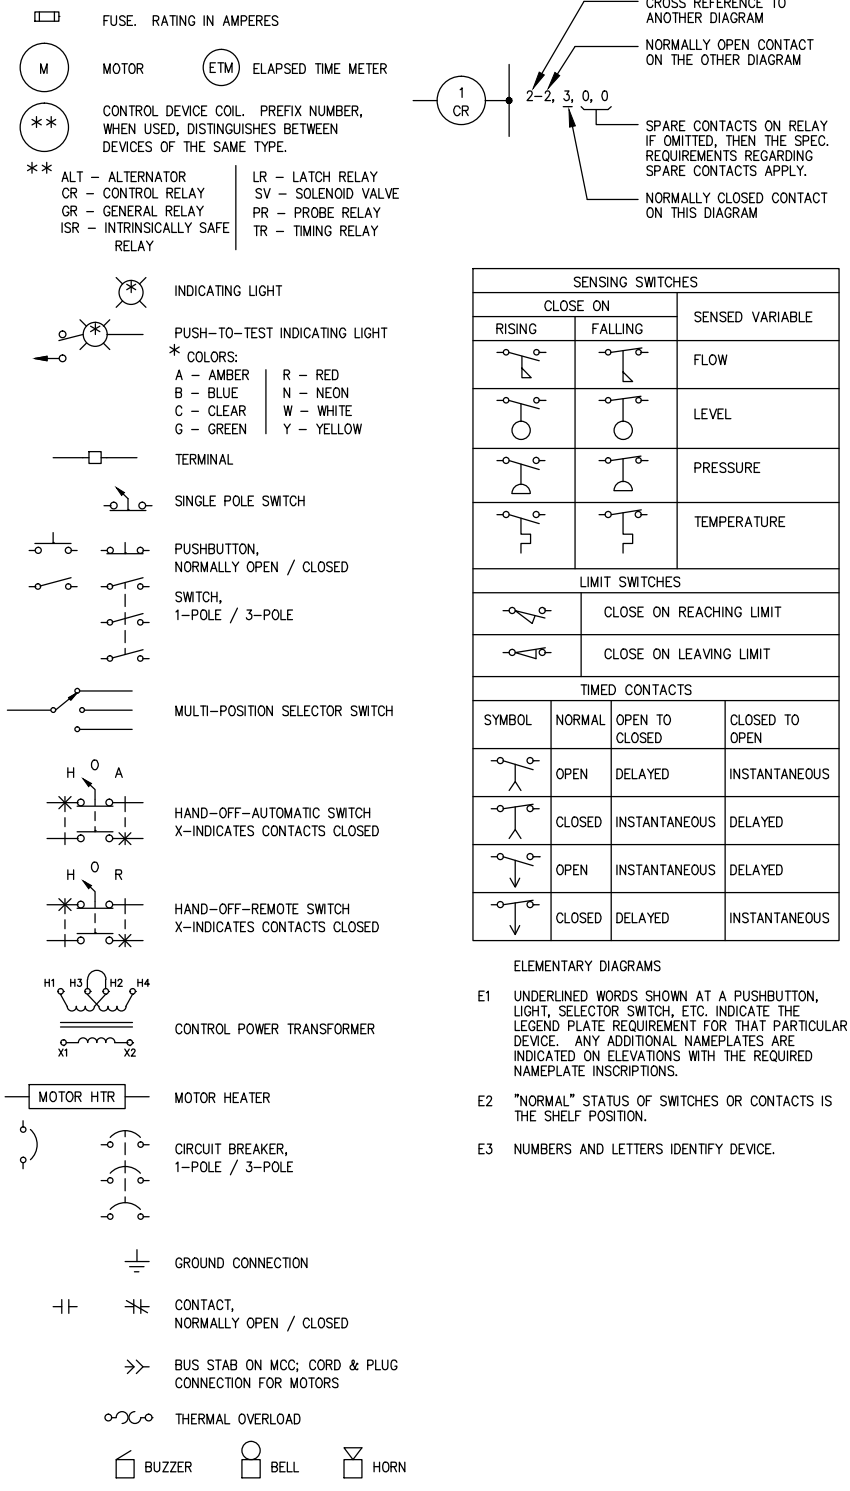 FUSE. RATING IN AMPERES
M
MOTOR
ETM
ELAPSED TIME METER
**
CONTROL DEVICE COIL. PREFIX NUMBER,
WHEN USED, DISTINGUISHES BETWEEN
DEVICES OF THE SAME TYPE.
**
ALT – ALTERNATOR
CR – CONTROL RELAY
GR – GENERAL RELAY
ISR – INTRINSICALLY SAFE
RELAY
LR – LATCH RELAY
SV – SOLENOID VALVE
PR – PROBE RELAY
TR – TIMING RELAY
CROSS REFERENCE TO
ANOTHER DIAGRAM
NORMALLY OPEN CONTACT
ON THE OTHER DIAGRAM
1
CR
2–2, 3, 0, 0
SPARE CONTACTS ON RELAY
IF OMITTED, THEN THE SPEC.
REQUIREMENTS REGARDING
SPARE CONTACTS APPLY.
NORMALLY CLOSED CONTACT
ON THIS DIAGRAM
*
INDICATING LIGHT
*
PUSH–TO–TEST INDICATING LIGHT
* COLORS:
A – AMBER
B – BLUE
C – CLEAR
G – GREEN
R – RED
N – NEON
W – WHITE
Y – YELLOW
TERMINAL
SINGLE POLE SWITCH
PUSHBUTTON,
NORMALLY OPEN / CLOSED
SWITCH,
1–POLE / 3–POLE
MULTI–POSITION SELECTOR SWITCH
H O A
HAND–OFF–AUTOMATIC SWITCH
X–INDICATES CONTACTS CLOSED
H O R
HAND–OFF–REMOTE SWITCH
X–INDICATES CONTACTS CLOSED
H1 H3 H2 H4
X1 X2
CONTROL POWER TRANSFORMER
MOTOR HTR
MOTOR HEATER
CIRCUIT BREAKER,
1–POLE / 3–POLE
GROUND CONNECTION
CONTACT,
NORMALLY OPEN / CLOSED
BUS STAB ON MCC; CORD & PLUG
CONNECTION FOR MOTORS
THERMAL OVERLOAD
BUZZER
BELL
HORN
SENSING SWITCHES
CLOSE ON
SENSED VARIABLE
RISING
FALLING
FLOW
LEVEL
PRESSURE
TEMPERATURE
LIMIT SWITCHES
CLOSE ON REACHING LIMIT
CLOSE ON LEAVING LIMIT
TIMED CONTACTS
SYMBOL
NORMAL
OPEN TO
CLOSED
CLOSED TO
OPEN
OPEN DELAYED INSTANTANEOUS
CLOSED INSTANTANEOUS DELAYED
OPEN INSTANTANEOUS DELAYED
CLOSED DELAYED INSTANTANEOUS
ELEMENTARY DIAGRAMS
E1 UNDERLINED WORDS SHOWN AT A PUSHBUTTON,
LIGHT, SELECTOR SWITCH, ETC. INDICATE THE
LEGEND PLATE REQUIREMENT FOR THAT PARTICULAR
DEVICE. ANY ADDITIONAL NAMEPLATES ARE
INDICATED ON ELEVATIONS WITH THE REQUIRED
NAMEPLATE INSCRIPTIONS.
E2 "NORMAL" STATUS OF SWITCHES OR CONTACTS IS
THE SHELF POSITION.
E3 NUMBERS AND LETTERS IDENTIFY DEVICE.